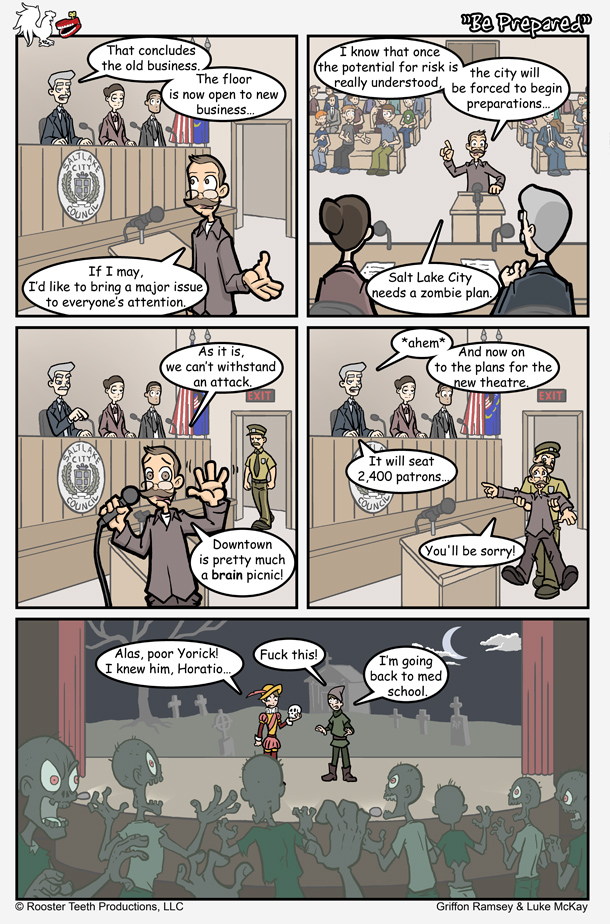 "Be Prepared"
That concludes
the old business.
The floor
is now open to new
business...
SALT LAKE
CITY
COUNCIL
If I may,
I'd like to bring a major issue
to everyone's attention.
I know that once
the potential for risk is
really understood,
the city will
be forced to begin
preparations...
Salt Lake City
needs a zombie plan.
As it is,
we can't withstand
an attack.
EXIT
SALT LAKE
CITY
COUNCIL
Downtown
is pretty much
a brain picnic!
*ahem*
And now on
to the plans for the
new theatre.
EXIT
SALT LAKE
CITY
COUNCIL
It will seat
2,400 patrons...
You'll be sorry!
Alas, poor Yorick!
I knew him, Horatio...
Fuck this!
I'm going
back to med
school.
© Rooster Teeth Productions, LLC
Griffon Ramsey & Luke McKay